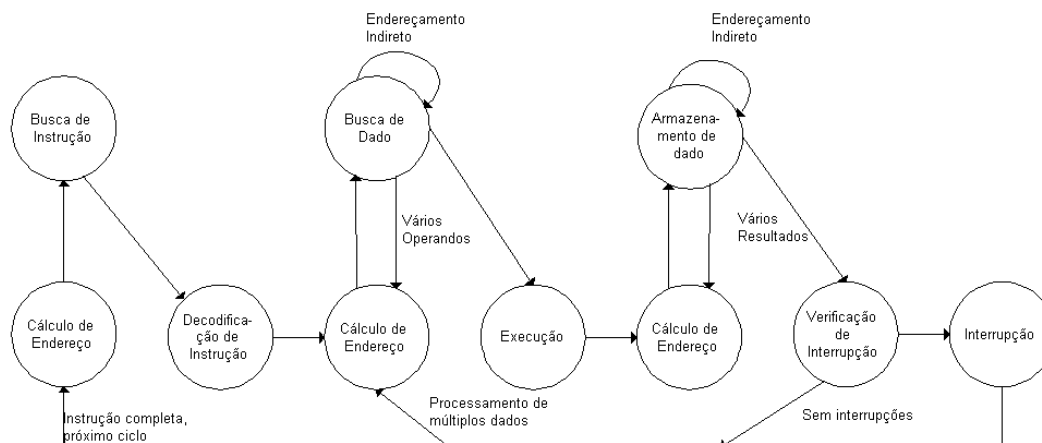 Endereçamento
Indireto
Endereçamento
Indireto
Busca de
Instrução
Busca de
Dado
Armazena-
mento de
dado
Vários
Operandos
Vários
Resultados
Cálculo de
Endereço
Decodifica-
ção de
Instrução
Cálculo de
Endereço
Execução
Cálculo de
Endereço
Verificação
de
Interrupção
Interrupção
Instrução completa,
próximo ciclo
Processamento de
múltiplos dados
Sem interrupções